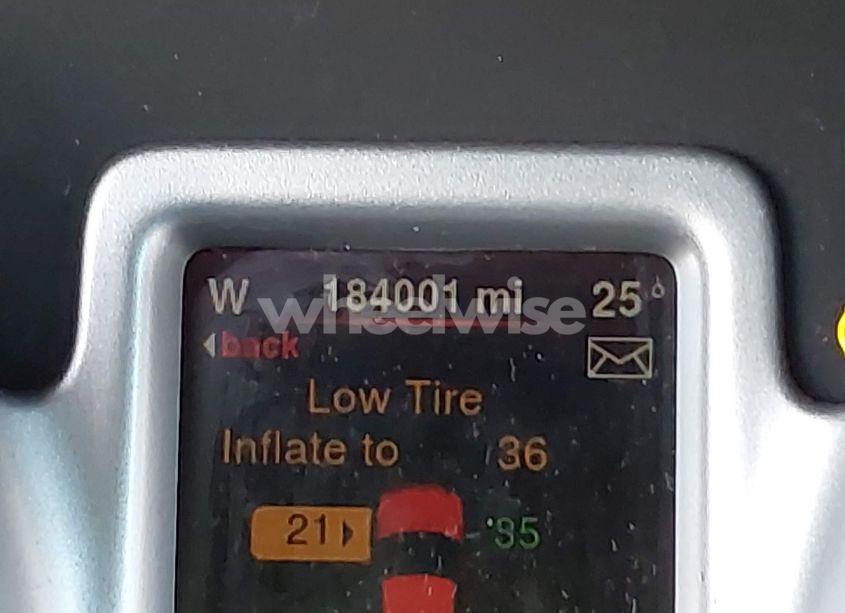 W 184001 mi 25°
wheelwise
back
Low Tire
Inflate to 36
21 35